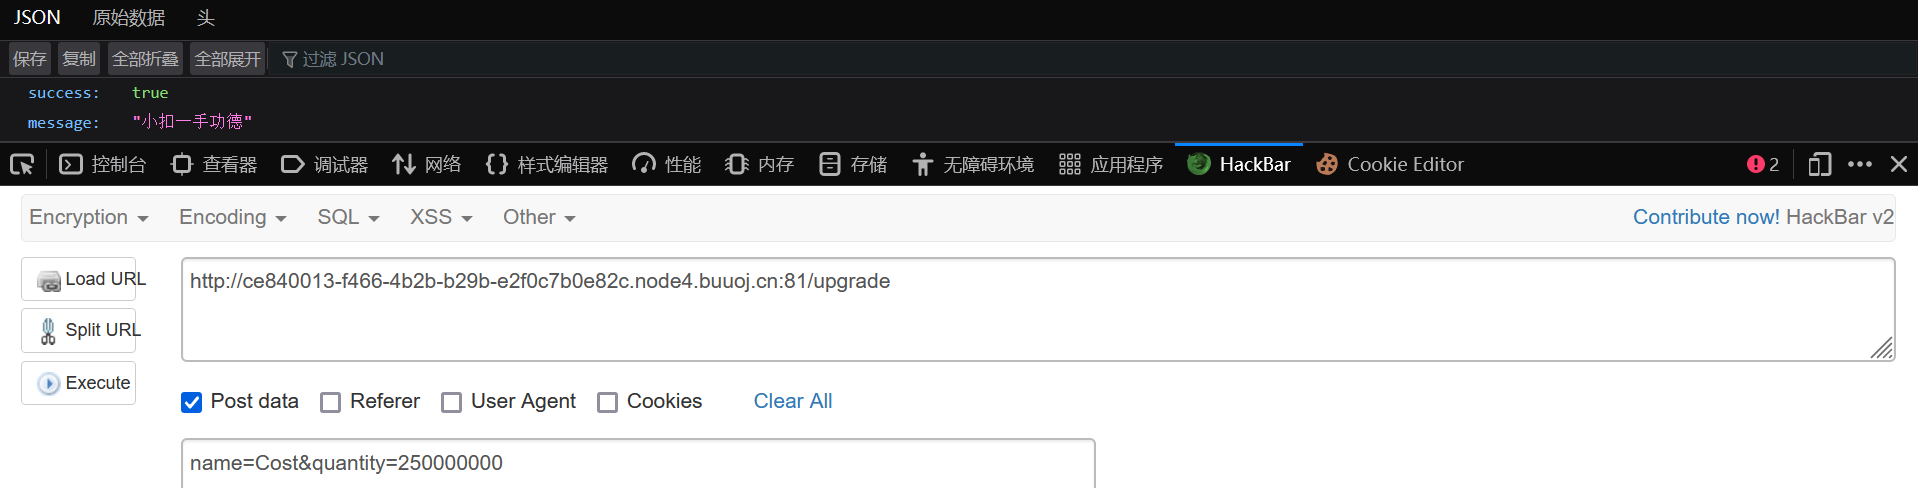 JSON 原始数据 头
保存 复制 全部折叠 全部展开 过滤 JSON
success: true
message: "小扣一手功德"
控制台 查看器 调试器 网络 样式编辑器 性能 内存 存储 无障碍环境 应用程序 HackBar Cookie Editor 2
Encryption Encoding SQL XSS Other Contribute now! HackBar v2
Load URL http://ce840013-f466-4b2b-b29b-e2f0c7b0e82c.node4.buuoj.cn:81/upgrade
Split URL
Execute
Post data Referer User Agent Cookies Clear All
name=Cost&quantity=250000000